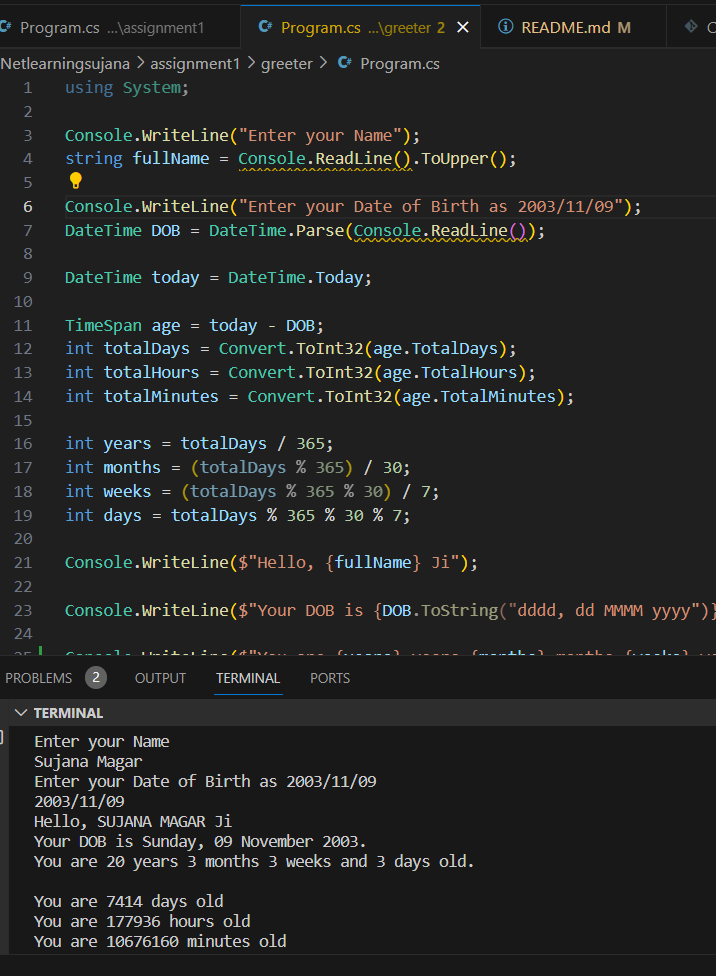 Program.cs ...\assignment1 Program.cs ...\greeter 2 README.md M
Netlearningsujana > assignment1 > greeter > Program.cs
1 using System;
2
3 Console.WriteLine("Enter your Name");
4 string fullName = Console.ReadLine().ToUpper();
5
6 Console.WriteLine("Enter your Date of Birth as 2003/11/09");
7 DateTime DOB = DateTime.Parse(Console.ReadLine());
8
9 DateTime today = DateTime.Today;
10
11 TimeSpan age = today - DOB;
12 int totalDays = Convert.ToInt32(age.TotalDays);
13 int totalHours = Convert.ToInt32(age.TotalHours);
14 int totalMinutes = Convert.ToInt32(age.TotalMinutes);
15
16 int years = totalDays / 365;
17 int months = (totalDays % 365) / 30;
18 int weeks = (totalDays % 365 % 30) / 7;
19 int days = totalDays % 365 % 30 % 7;
20
21 Console.WriteLine($"Hello, {fullName} Ji");
22
23 Console.WriteLine($"Your DOB is {DOB.ToString("dddd, dd MMMM yyyy")}
24
25 Console.WriteLine($"You are {years} years {months} months {weeks}
PROBLEMS 2 OUTPUT TERMINAL PORTS
TERMINAL
Enter your Name
Sujana Magar
Enter your Date of Birth as 2003/11/09
2003/11/09
Hello, SUJANA MAGAR Ji
Your DOB is Sunday, 09 November 2003.
You are 20 years 3 months 3 weeks and 3 days old.
You are 7414 days old
You are 177936 hours old
You are 10676160 minutes old